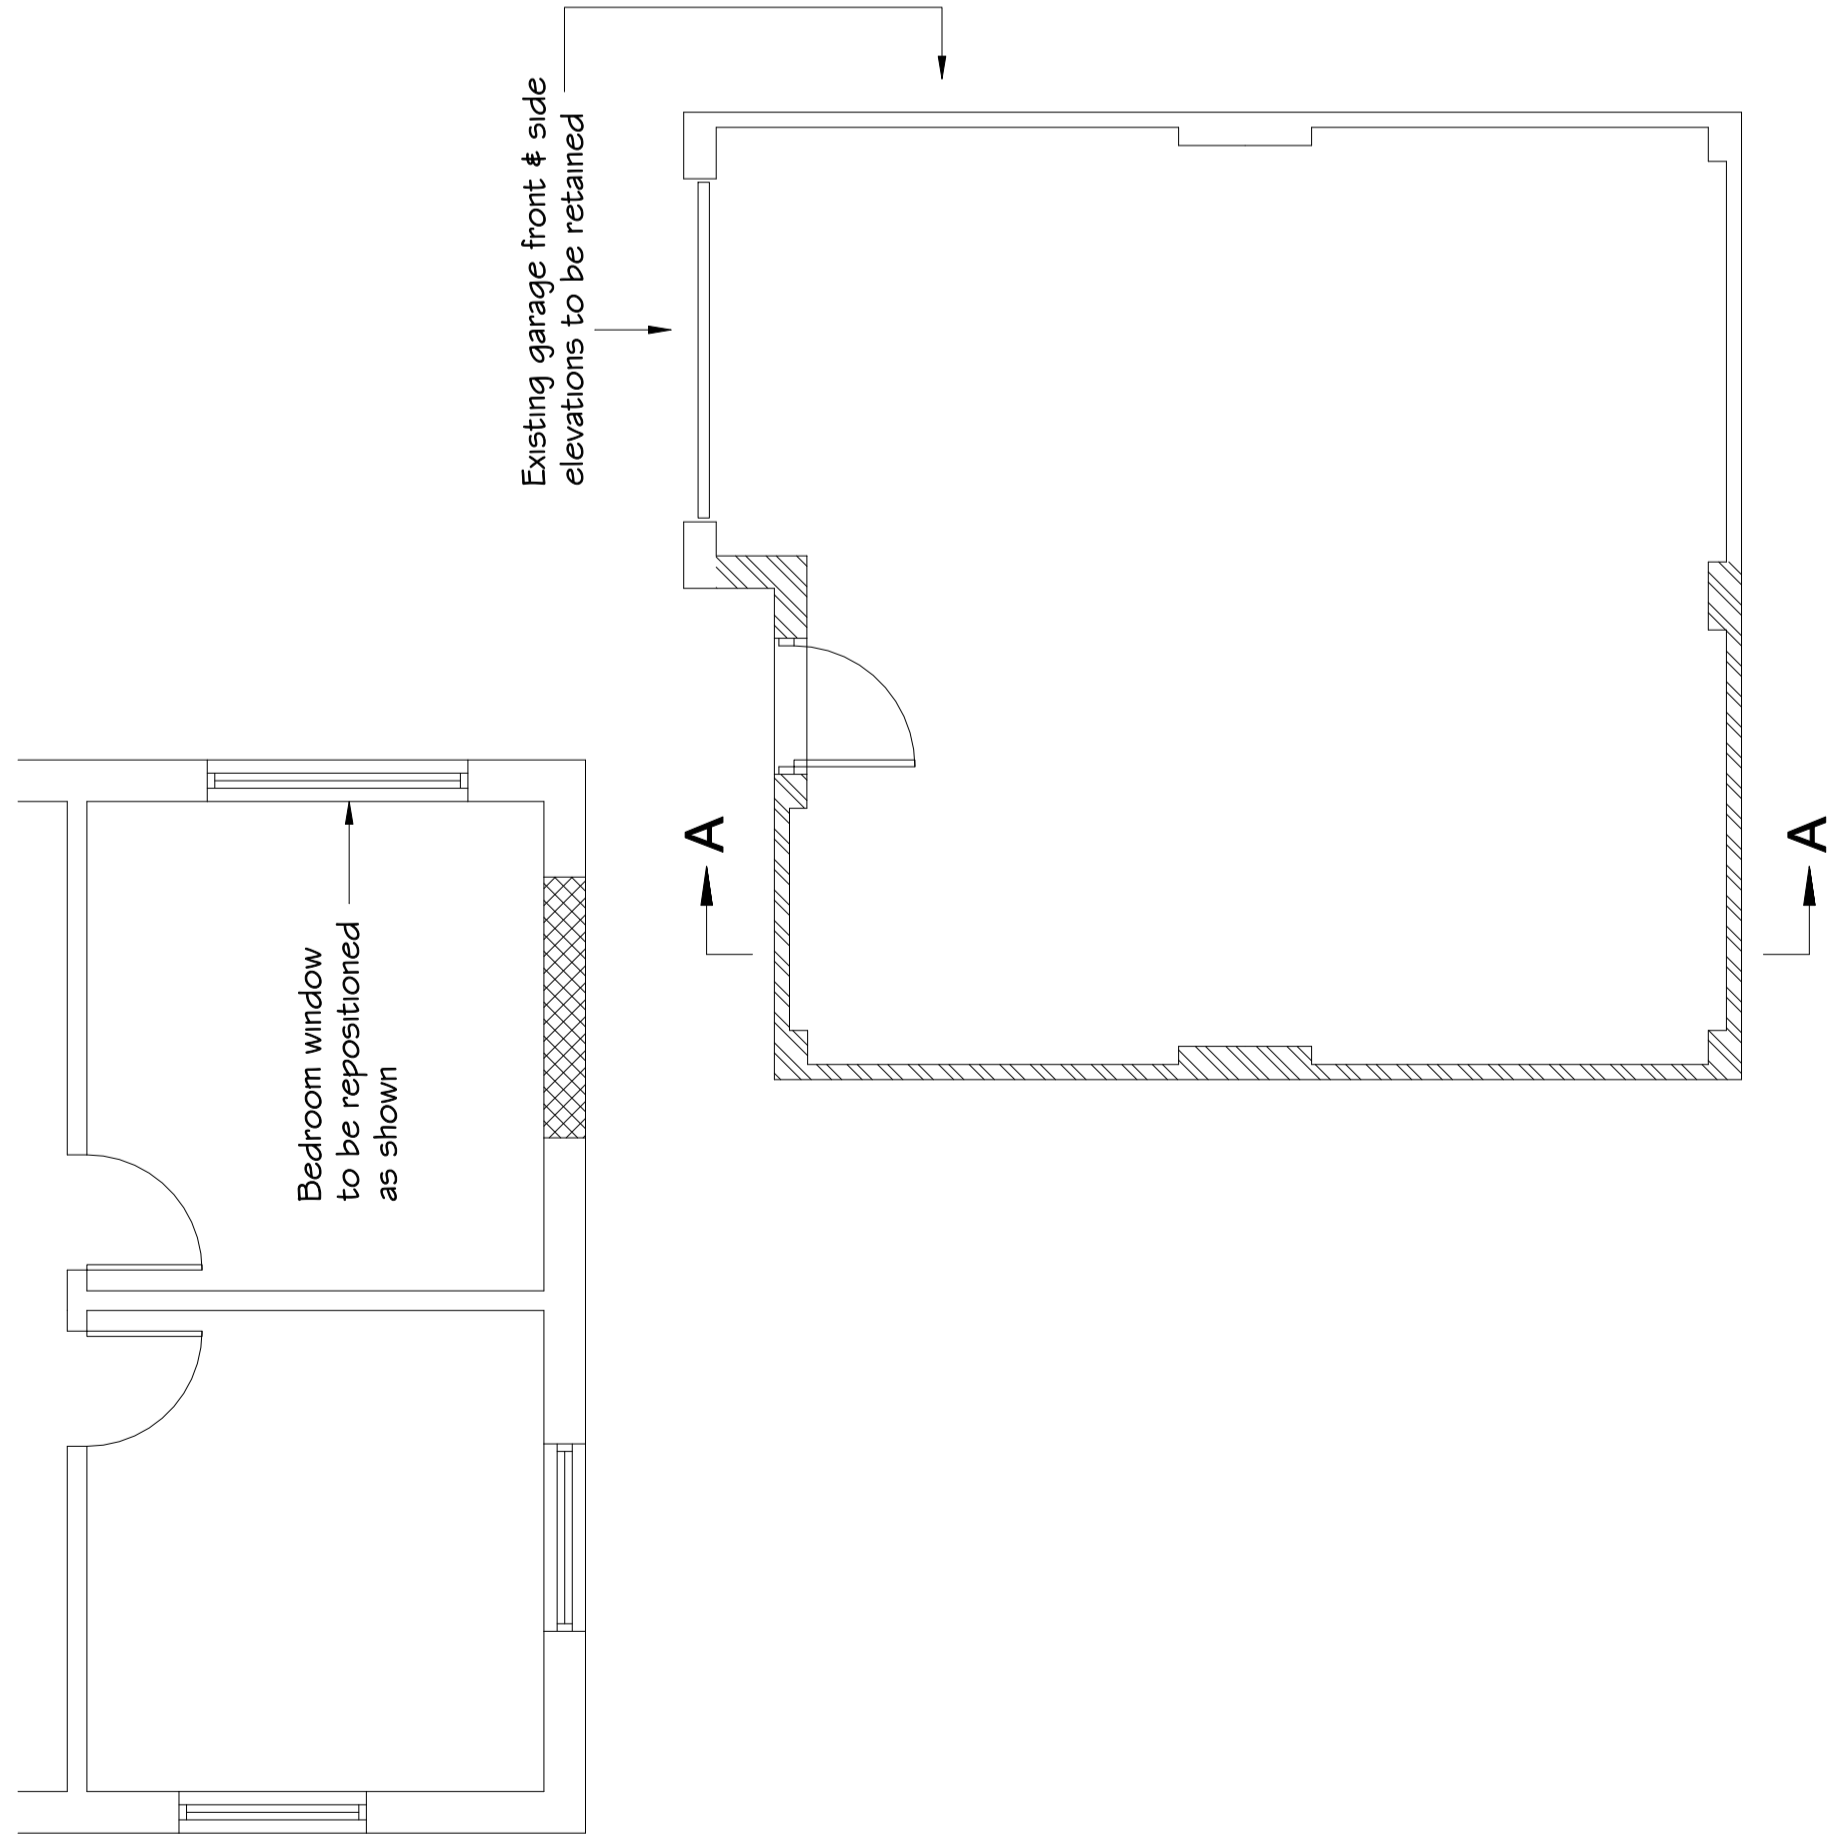 Existing garage front & side
elevations to be retained
Bedroom window
to be repositioned
as shown
A
A